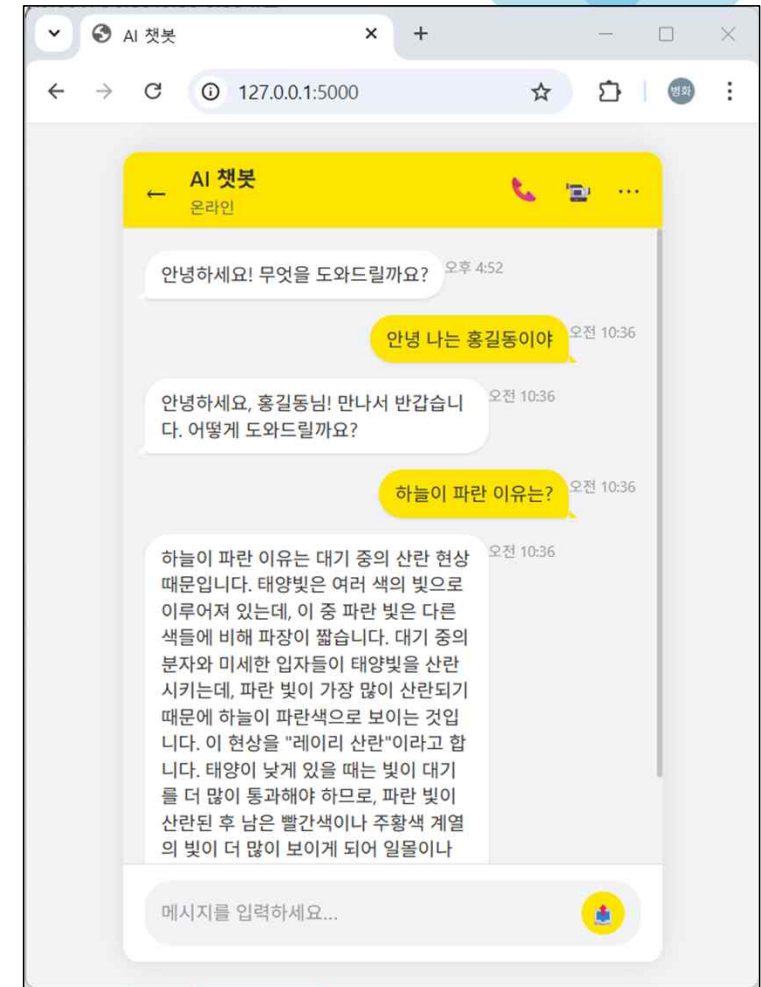 AI 챗봇
127.0.0.1:5000
병화
AI 챗봇
온라인
안녕하세요! 무엇을 도와드릴까요?
오후 4:52
안녕 나는 홍길동이야
오전 10:36
안녕하세요, 홍길동님! 만나서 반갑습니
다. 어떻게 도와드릴까요?
오전 10:36
하늘이 파란 이유는?
오전 10:36
하늘이 파란 이유는 대기 중의 산란 현상
때문입니다. 태양빛은 여러 색의 빛으로
이루어져 있는데, 이 중 파란 빛은 다른
색들에 비해 파장이 짧습니다. 대기 중의
분자와 미세한 입자들이 태양빛을 산란
시키는데, 파란 빛이 가장 많이 산란되기
때문에 하늘이 파란색으로 보이는 것입
니다. 이 현상을 "레이리 산란"이라고 합
니다. 태양이 낮게 있을 때는 빛이 대기
를 더 많이 통과해야 하므로, 파란 빛이
산란된 후 남은 빨간색이나 주황색 계열
의 빛이 더 많이 보이게 되어 일몰이나
오전 10:36
메시지를 입력하세요...